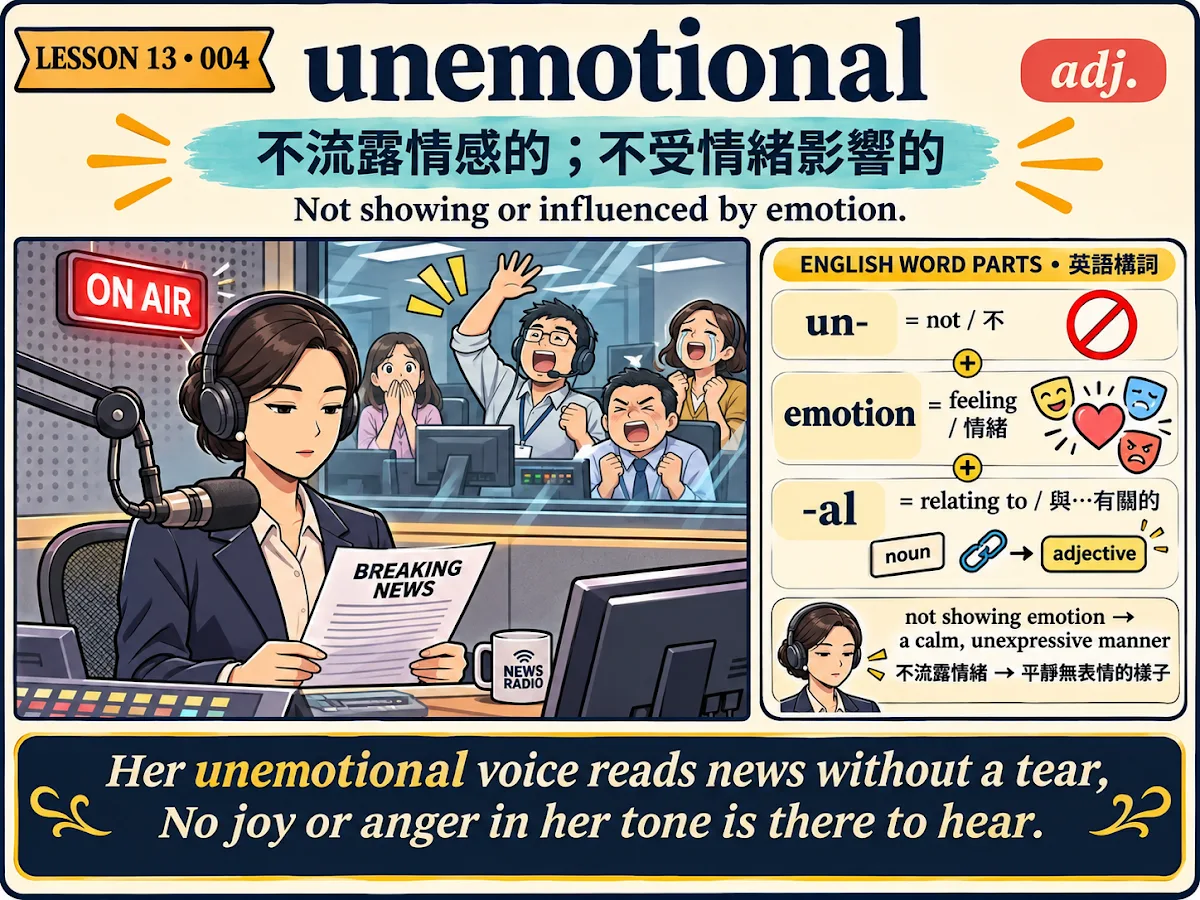 LESSON 13 • 004
unemotional
adj.
不流露情感的；不受情緒影響的
Not showing or influenced by emotion.
ON AIR
BREAKING
NEWS
NEWS
RADIO
ENGLISH WORD PARTS • 英語構詞
un- = not / 不
+
emotion = feeling
/ 情緒
+
-al = relating to / 與…有關的
noun → adjective
not showing emotion →
a calm, unexpressive manner
不流露情緒 → 平靜無表情的樣子
Her unemotional voice reads news without a tear,
No joy or anger in her tone is there to hear.